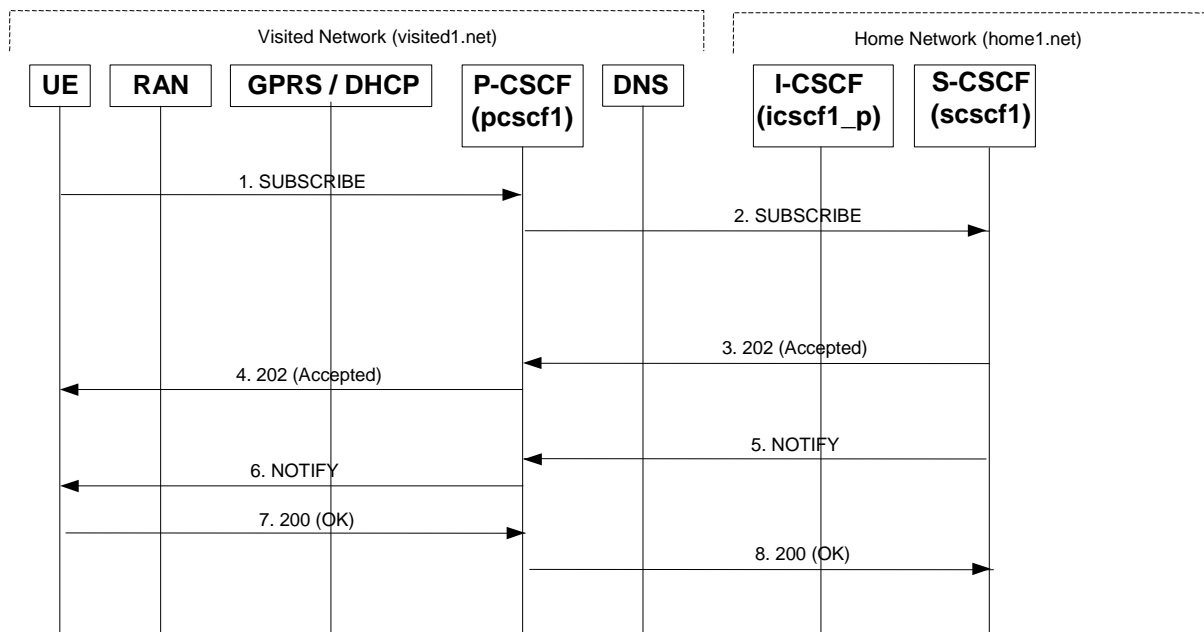 Visited Network (visited1.net)
Home Network (home1.net)
UE
RAN
GPRS / DHCP
P-CSCF
(pcscf1)
DNS
I-CSCF
(icscf1_p)
S-CSCF
(scscf1)
1. SUBSCRIBE
2. SUBSCRIBE
3. 202 (Accepted)
4. 202 (Accepted)
5. NOTIFY
6. NOTIFY
7. 200 (OK)
8. 200 (OK)